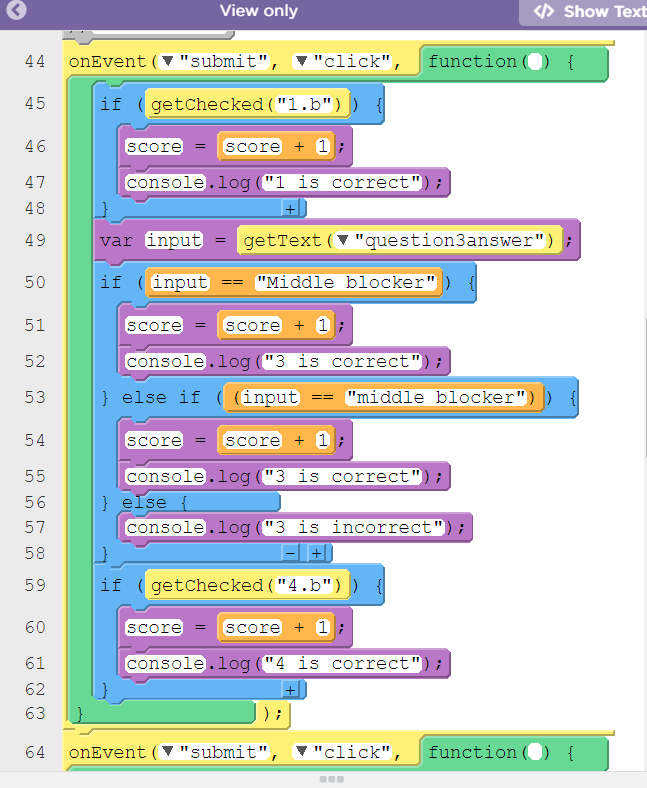 View only
</> Show Text
44 onEvent(▼"submit", ▼"click", function( ) {
45 if (getChecked("1.b")) {
46 score = score + 1;
47 console.log("1 is correct");
48 } +
49 var input = getText(▼"question3answer");
50 if (input == "Middle blocker") {
51 score = score + 1;
52 console.log("3 is correct");
53 } else if ((input == "middle blocker")) {
54 score = score + 1;
55 console.log("3 is correct");
56 } else {
57 console.log("3 is incorrect");
58 } - +
59 if (getChecked("4.b")) {
60 score = score + 1;
61 console.log("4 is correct");
62 } +
63 } );
64 onEvent(▼"submit", ▼"click", function( ) {